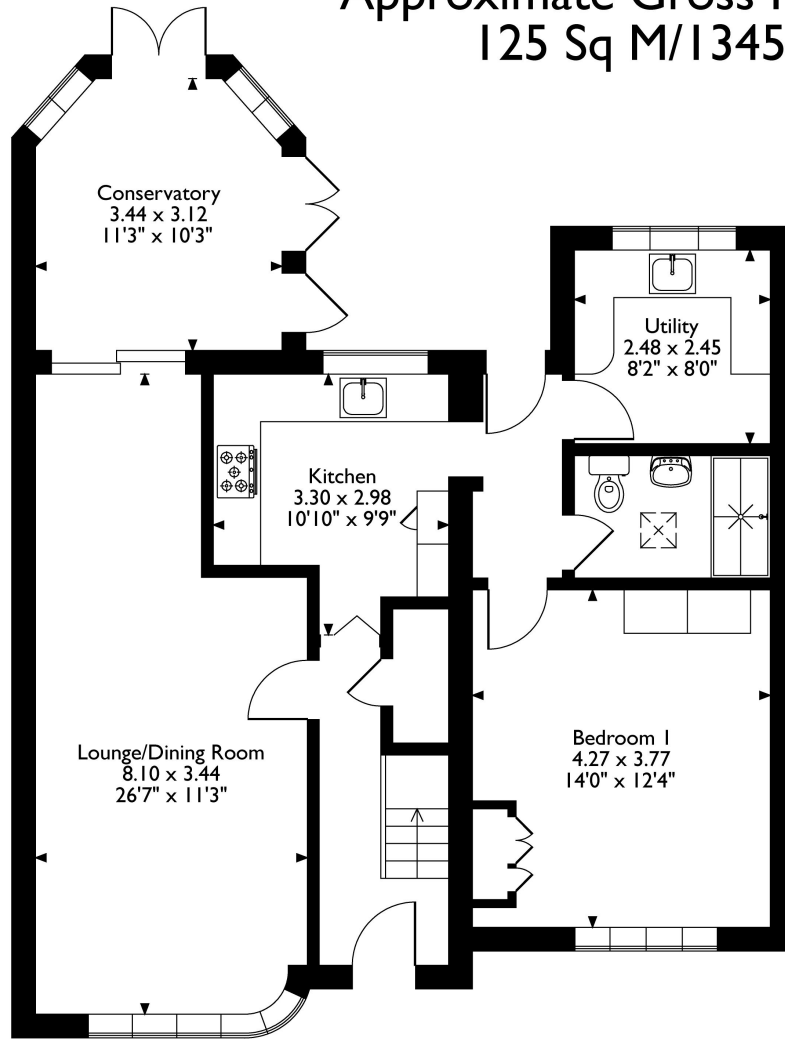 Approximate Gross
125 Sq M/1345
Conservatory
3.44 x 3.12
11'3" x 10'3"
Utility
2.48 x 2.45
8'2" x 8'0"
Kitchen
3.30 x 2.98
10'10" x 9'9"
Lounge/Dining Room
8.10 x 3.44
26'7" x 11'3"
Bedroom 1
4.27 x 3.77
14'0" x 12'4"